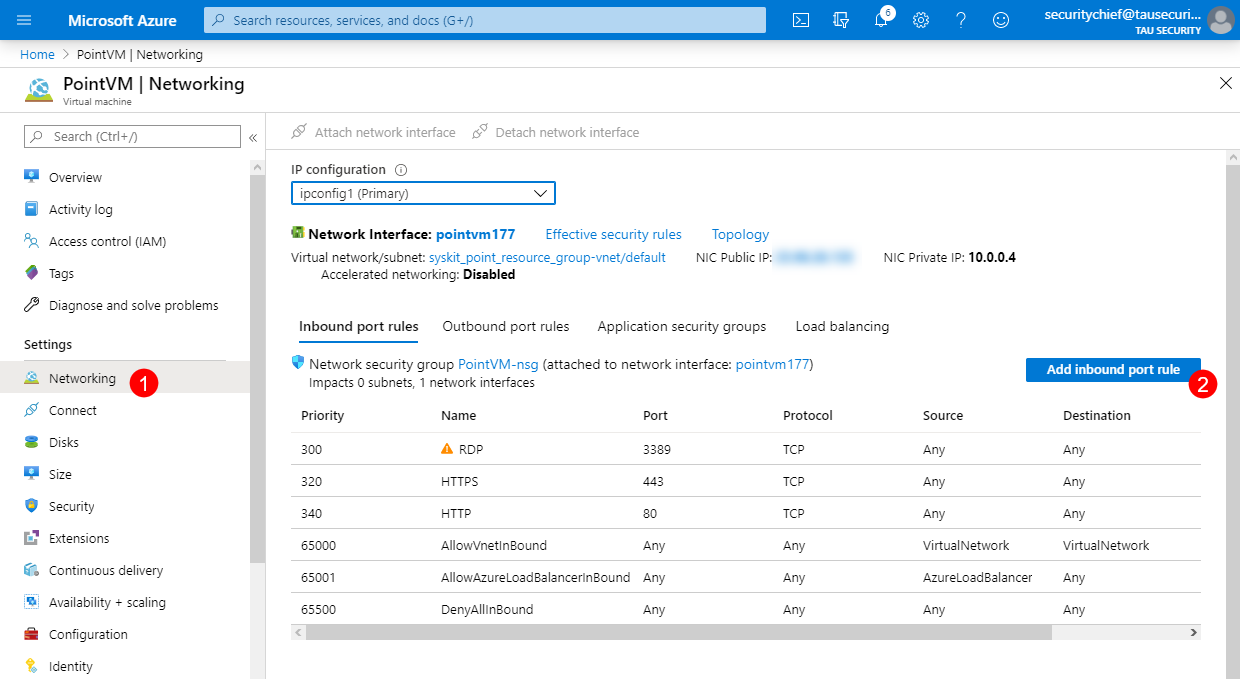 Microsoft Azure
Search resources, services, and docs (G+/)
6
securitychief@tausecuri...
TAU SECURITY
Home > PointVM | Networking
PointVM | Networking
Virtual machine
Search (Ctrl+/)
«
Overview
Activity log
Access control (IAM)
Tags
Diagnose and solve problems
Settings
Networking 1
Connect
Disks
Size
Security
Extensions
Continuous delivery
Availability + scaling
Configuration
Identity
Attach network interface Detach network interface
IP configuration
ipconfig1 (Primary)
Network Interface: pointvm177 Effective security rules Topology
Virtual network/subnet: syskit_point_resource_group-vnet/default NIC Public IP: NIC Private IP: 10.0.0.4
Accelerated networking: Disabled
Inbound port rules Outbound port rules Application security groups Load balancing
Network security group PointVM-nsg (attached to network interface: pointvm177)
Impacts 0 subnets, 1 network interfaces
Add inbound port rule 2
Priority Name Port Protocol Source Destination
300 RDP 3389 TCP Any Any
320 HTTPS 443 TCP Any Any
340 HTTP 80 TCP Any Any
65000 AllowVnetInBound Any Any VirtualNetwork VirtualNetwork
65001 AllowAzureLoadBalancerInBound Any Any AzureLoadBalancer Any
65500 DenyAllInBound Any Any Any Any